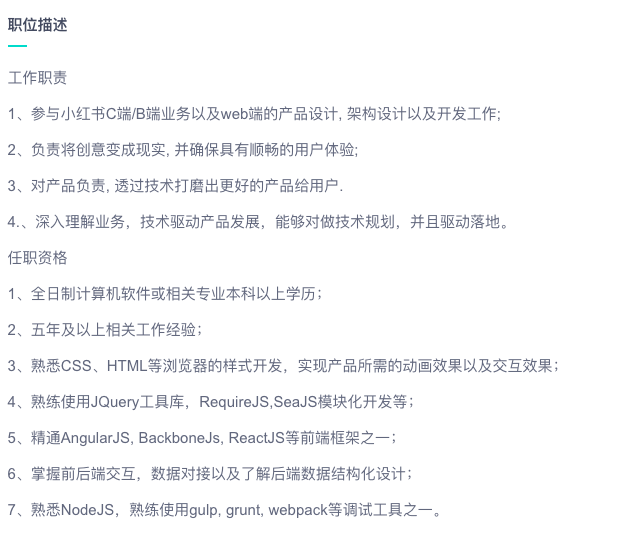 职位描述
工作职责
1、参与小红书C端/B端业务以及web端的产品设计, 架构设计以及开发工作;
2、负责将创意变成现实, 并确保具有顺畅的用户体验;
3、对产品负责, 透过技术打磨出更好的产品给用户.
4.、深入理解业务，技术驱动产品发展，能够对做技术规划，并且驱动落地。
任职资格
1、全日制计算机软件或相关专业本科以上学历；
2、五年及以上相关工作经验；
3、熟悉CSS、HTML等浏览器的样式开发，实现产品所需的动画效果以及交互效果；
4、熟练使用JQuery工具库，RequireJS,SeaJS模块化开发等；
5、精通AngularJS, BackboneJs, ReactJS等前端框架之一；
6、掌握前后端交互，数据对接以及了解后端数据结构化设计；
7、熟悉NodeJS，熟练使用gulp, grunt, webpack等调试工具之一。